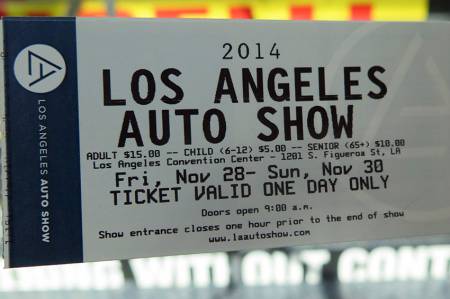 2014
LOS ANGELES
AUTO SHOW
ADULT $15.00 -- CHILD (6-12) $5.00 -- SENIOR (65+) $10.00
Los Angeles Convention Center - 1201 S. Figueroa St, LA
Fri, Nov 28- Sun, Nov 30
TICKET VALID ONE DAY ONLY
Doors open 9:00 a.m.
Show entrance closes one hour prior to the end of show
www.laautoshow.com
LOS ANGELES AUTO SHOW
WITHOUT